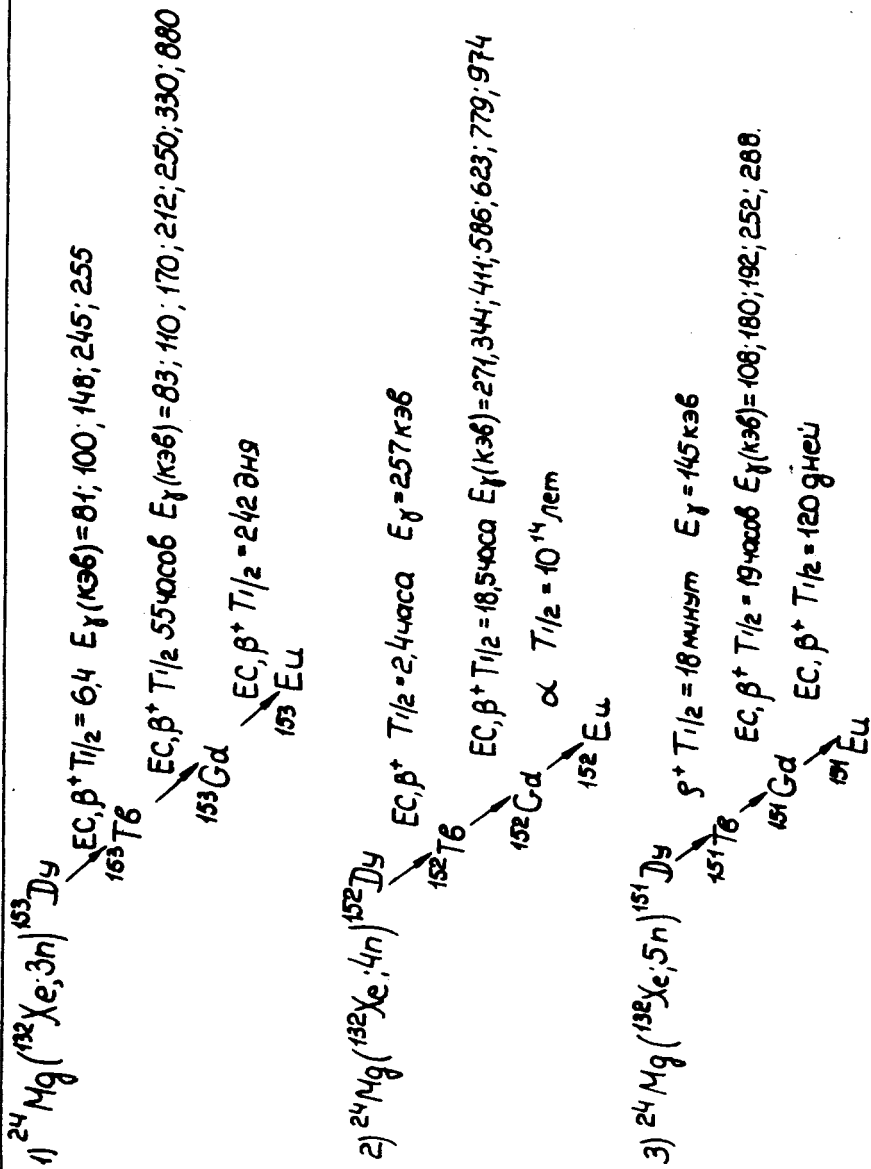 1) ²⁴Mg(¹³²Xe;3n)¹⁵³Dy
EC,β⁺T1/2 = 6,4 Eγ(кэв)=81; 100; 148; 245; 255
¹⁶³Тв
EC,β⁺ T1/2 55часов Eγ(кэв)=83; 110; 170; 212; 250; 330; 880
¹⁵³Gd
EC, β⁺ T1/2 = 242 дня
¹⁵³Eu
2) ²⁴Mg(¹³²Xe;4n)¹⁵²Dy
EC,β⁺ T1/2=2,4часа Eγ=257кэв
¹⁵²Тв
EC,β⁺ T1/2=18,5часа Eγ(кэв)=271,344; 411; 586; 623; 779; 974
¹⁵²Gd
α T1/2 = 10¹⁴ лет
¹⁵²Eu
3) ²⁴Mg(¹³²Xe;5n)¹⁵¹Dy
β⁺ T1/2 = 18 минут Eγ=145кэв
¹⁵¹Тв
EC, β⁺ T1/2 = 19часов Eγ(кэв)=108; 180; 192; 252; 288.
¹⁵¹Gd
EC, β⁺ T1/2 = 120 дней
¹⁵¹Eu